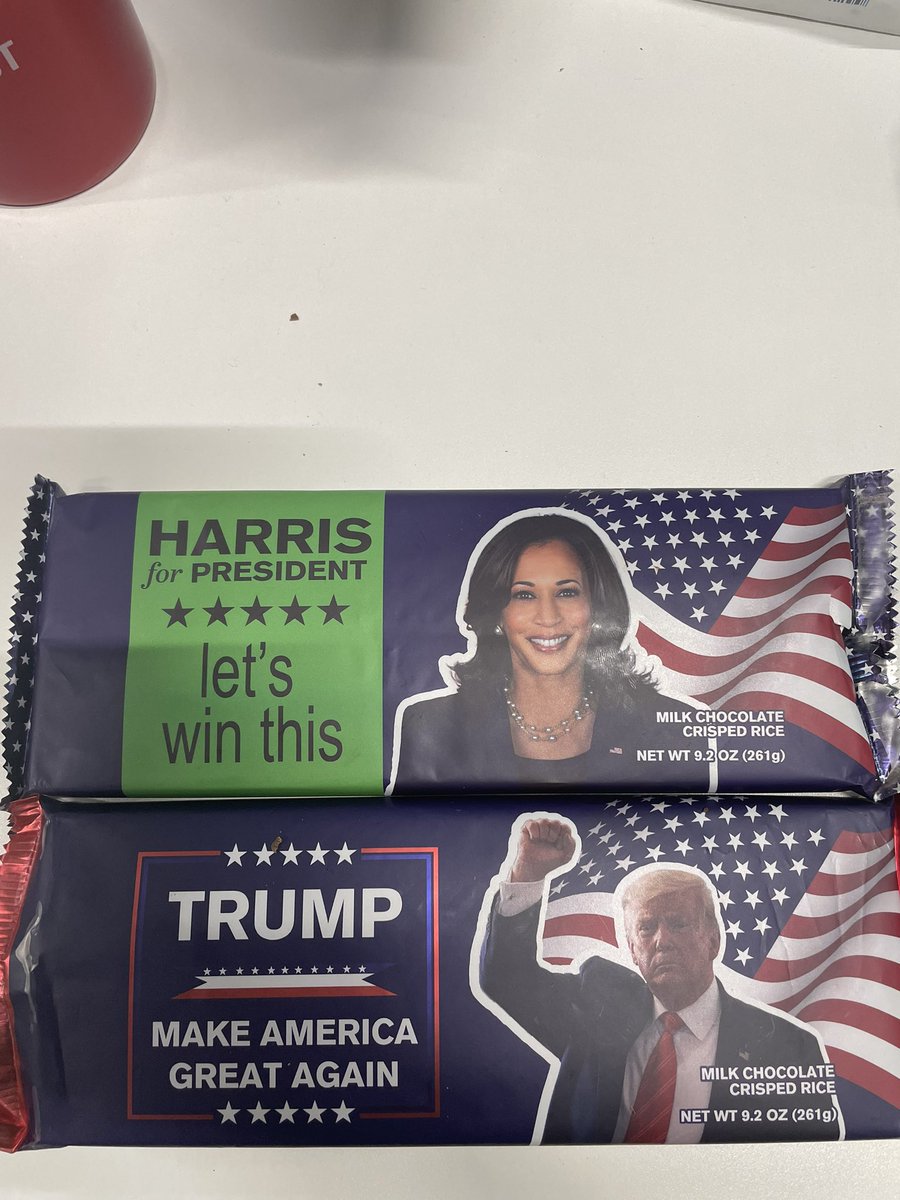 HARRIS
for PRESIDENT
let's
win this
MILK CHOCOLATE
CRISPED RICE
NET WT 9.2 OZ (261g)
TRUMP
MAKE AMERICA
GREAT AGAIN
MILK CHOCOLATE
CRISPED RICE
NET WT 9.2 OZ (261g)